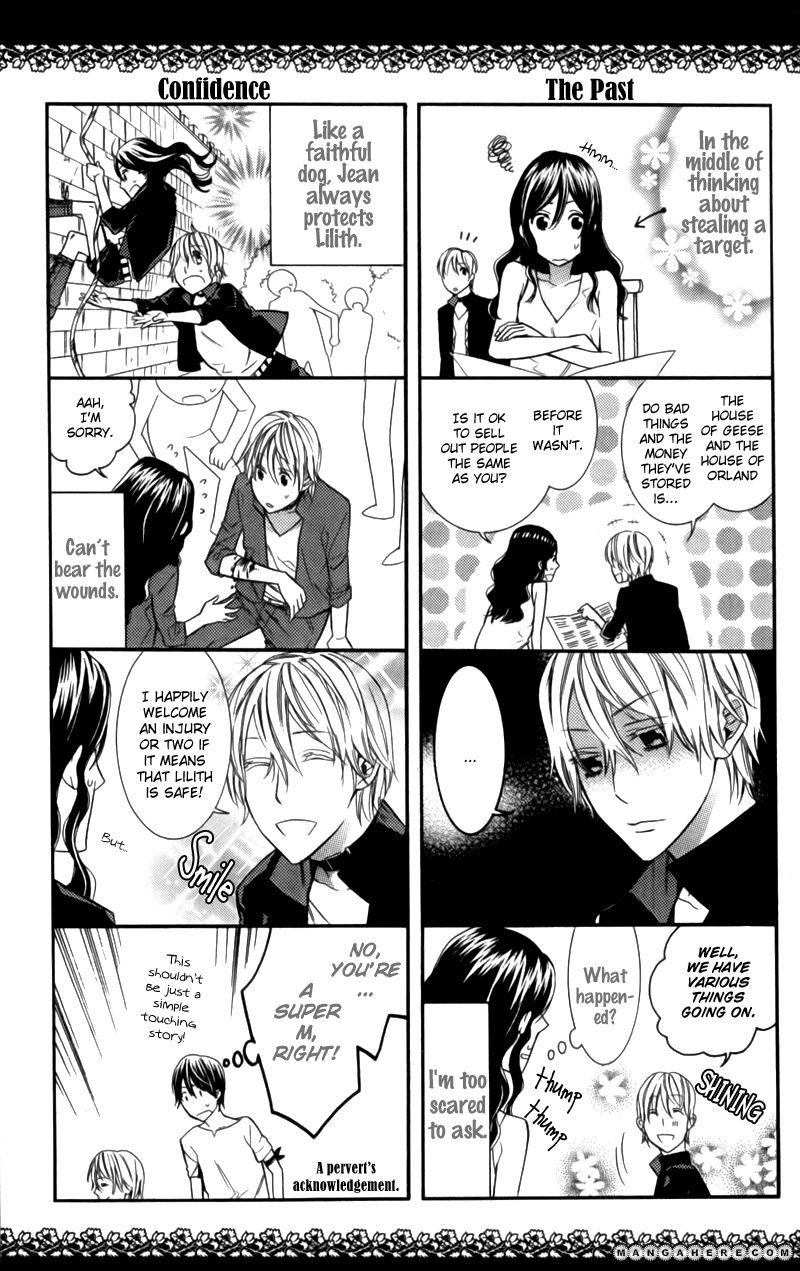 The Past
In the
middle of
thinking
about
stealing a
target.
Hmm...
THE
HOUSE
OF GEESE
AND THE
HOUSE OF
ORLAND
DO BAD
THINGS
AND THE
MONEY
THEY'VE
STORED
IS...
BEFORE
IT
WASN'T.
IS IT OK
TO SELL
OUT PEOPLE
THE SAME
AS YOU?
...
WELL,
WE HAVE
VARIOUS
THINGS
GOING ON.
SHINING
What
happen-
ed?
Thump
Thump
I'm too
scared
to ask.
Confidence
Like a
faithful
dog, Jean
always
protects
Lilith.
AAH,
I'M
SORRY.
Can't
bear the
wounds.
I HAPPILY
WELCOME
AN INJURY
OR TWO IF
IT MEANS
THAT LILITH
IS SAFE!
Smile
But..
NO,
YOU'RE
...
A
SUPER
M,
RIGHT!
This
shouldn't
be just a
simple
touching
story!
A pervert's
acknowledgement.
MANGAHERE.COM